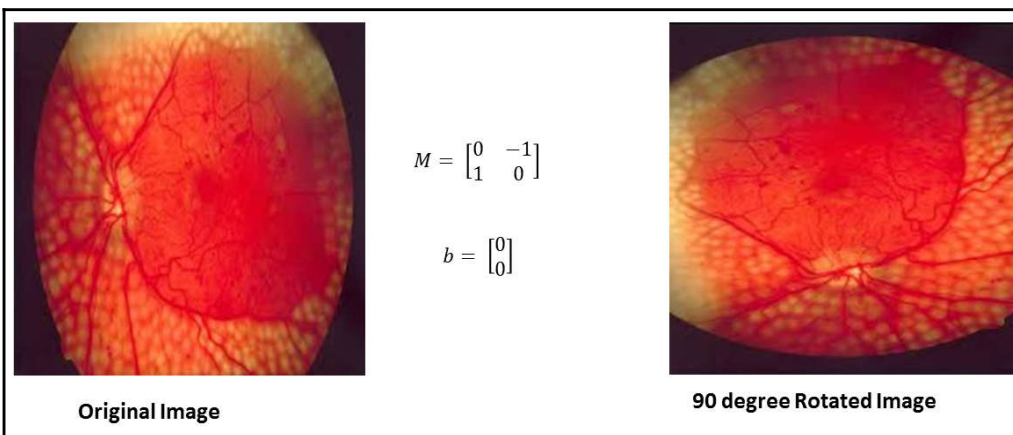 M = [0 −1
1 0]
b = [0
0]
Original Image
90 degree Rotated Image